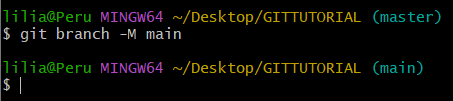 lilia@Peru MINGW64 ~/Desktop/GITTUTORIAL (master)
$ git branch -M main
lilia@Peru MINGW64 ~/Desktop/GITTUTORIAL (main)
$